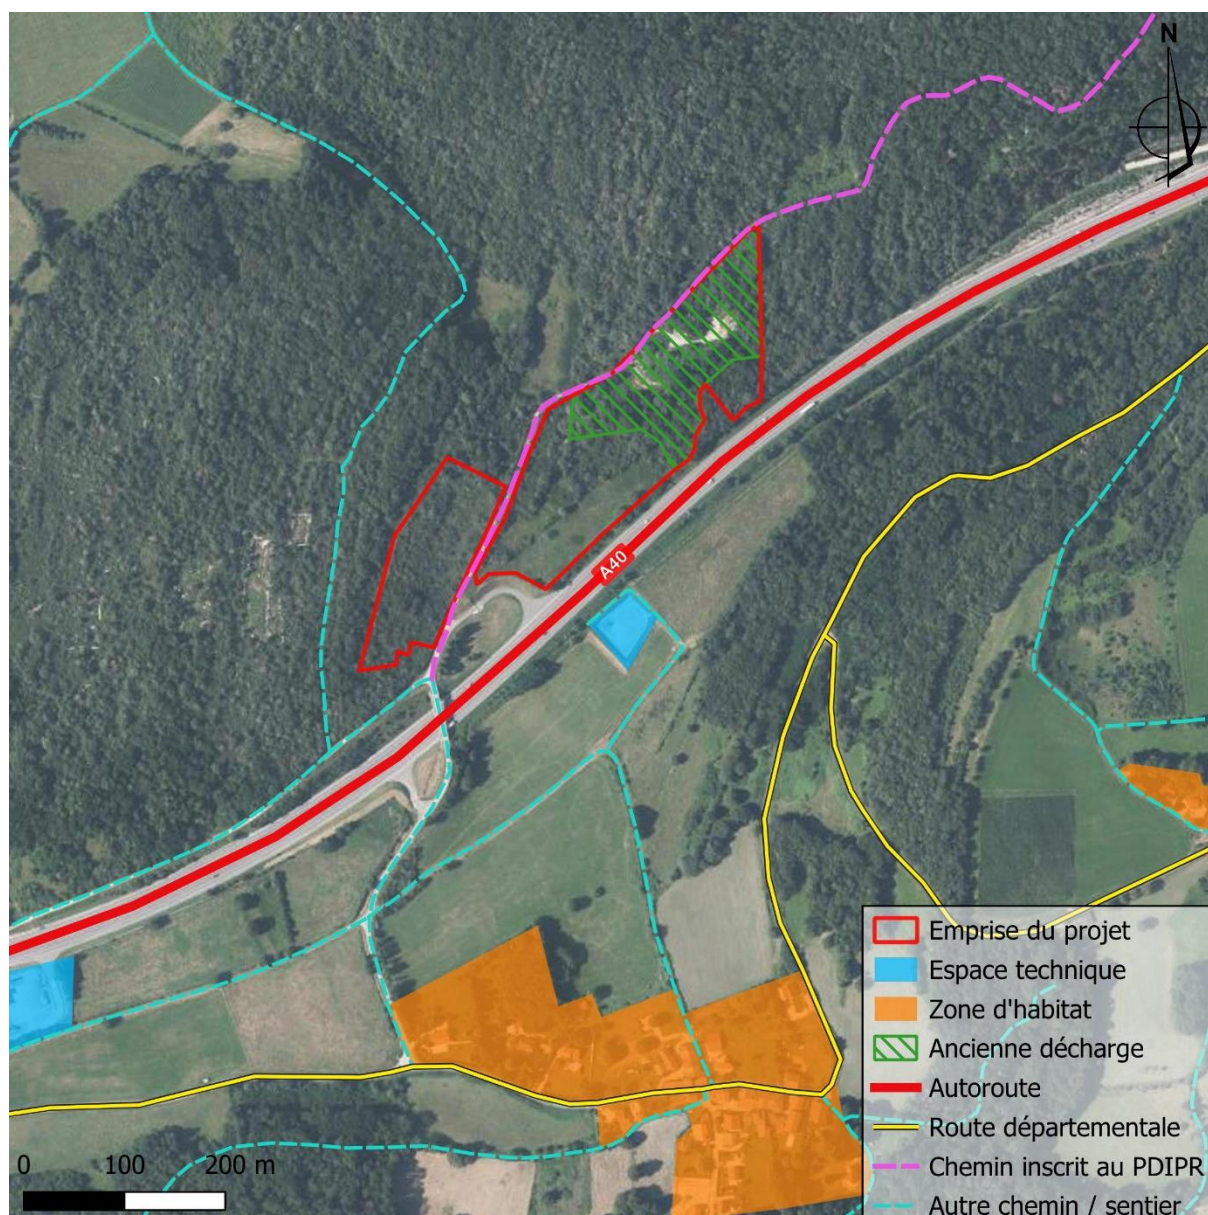 N
A40
Emprise du projet
Espace technique
Zone d'habitat
Ancienne décharge
Autoroute
Route départementale
Chemin inscrit au PDIPR
Autre chemin / sentier
0 100 200 m